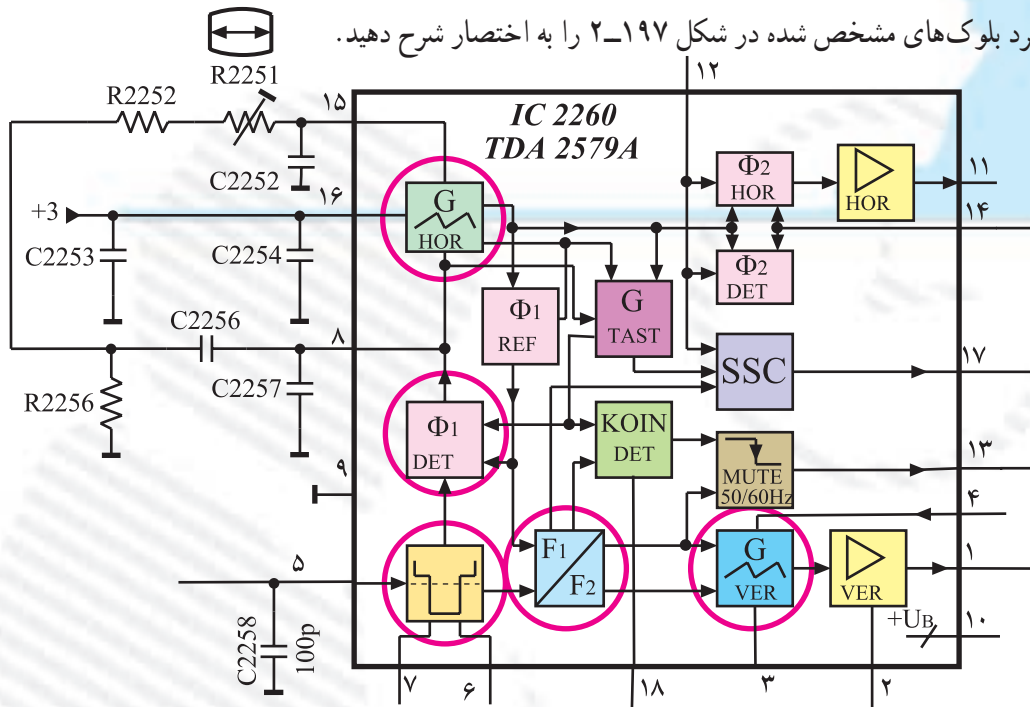 رد بلوک‌های مشخص شده در شکل ۱۹۷ــ۲ را به اختصار شرح دهید.
۱۲
R2251
R2252
۱۵
IC 2260
TDA 2579A
C2252
۱۶
+3
G
HOR
Φ2
HOR
HOR
۱۱
۱۴
C2253
C2254
Φ1
REF
G
TAST
Φ2
DET
C2256
۸
SSC
۱۷
C2257
R2256
Φ1
DET
KOIN
DET
MUTE
50/60Hz
۱۳
۹
۴
۵
F1
F2
G
VER
VER
۱
+UB
۱۰
C2258
100p
۷
۶
۱۸
۳
۲